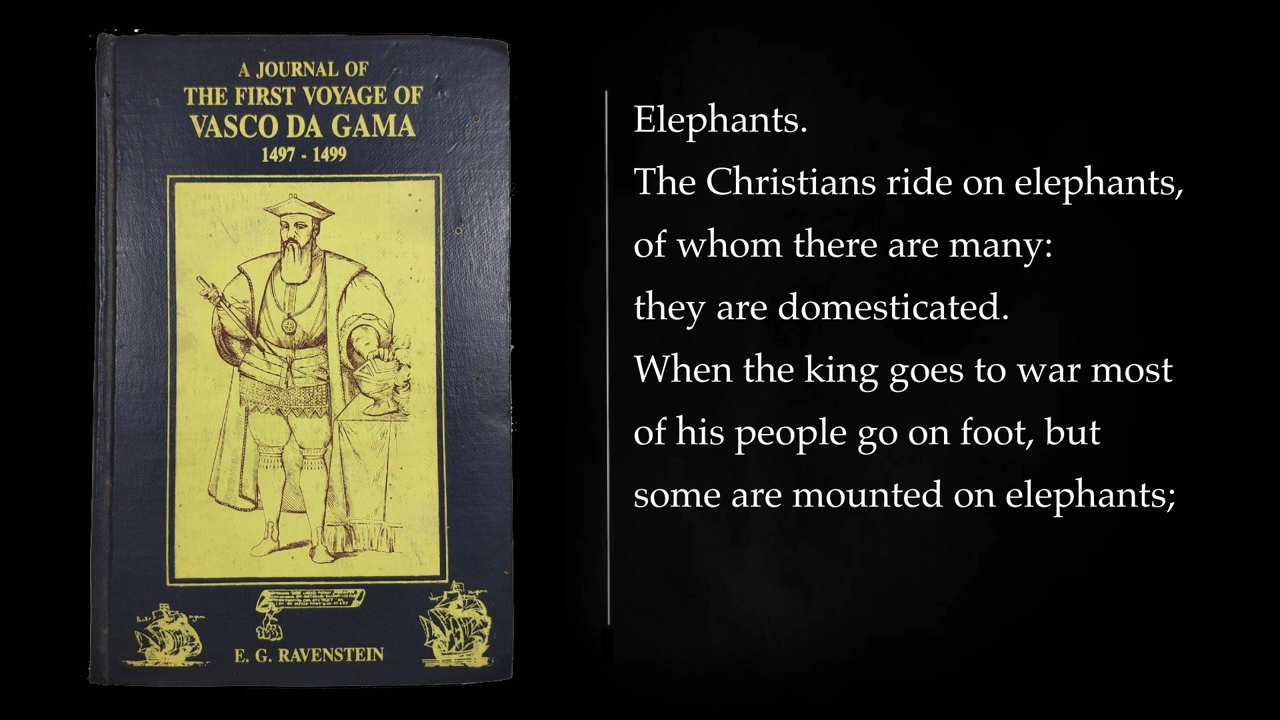 A JOURNAL OF
THE FIRST VOYAGE OF
VASCO DA GAMA
1497 - 1499
E. G. RAVENSTEIN
Elephants.
The Christians ride on elephants,
of whom there are many:
they are domesticated.
When the king goes to war most
of his people go on foot, but
some are mounted on elephants;